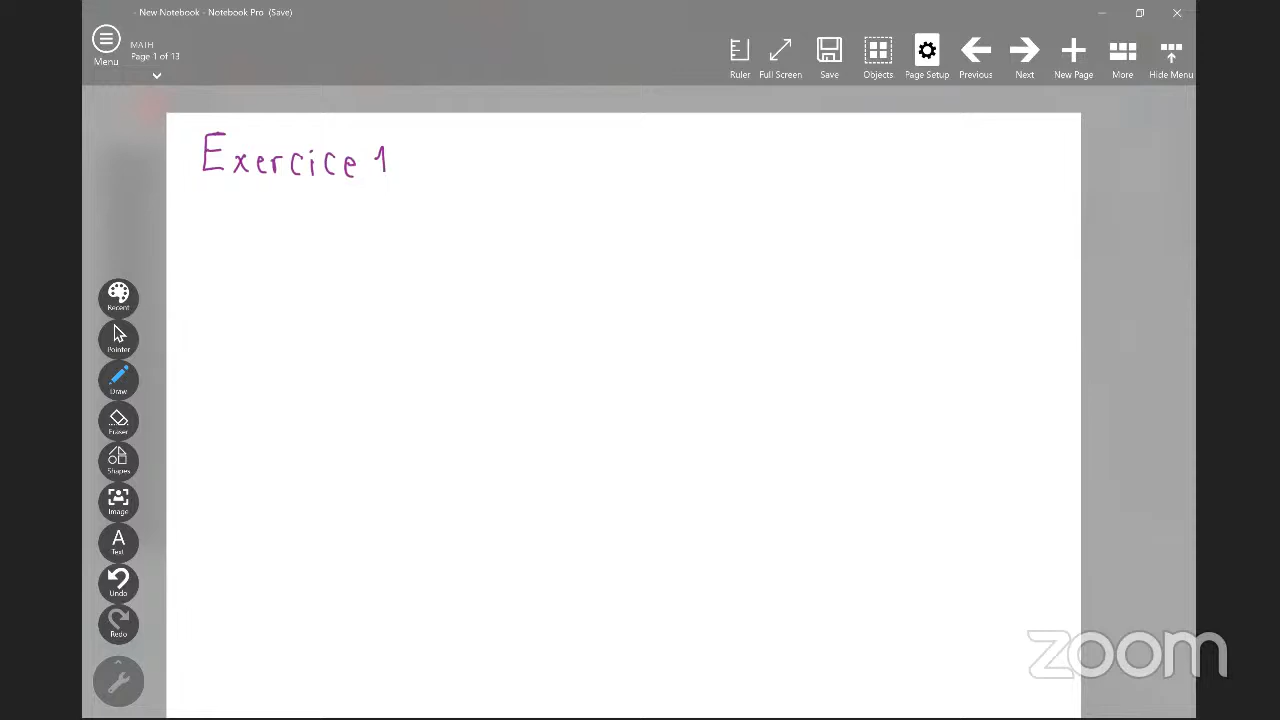 - New Notebook - Notebook Pro (Save)
Menu
MATH
Page 1 of 13
Ruler
Full Screen
Save
Objects
Page Setup
Previous
Next
New Page
More
Hide Menu
Exercice 1
Recent
Pointer
Draw
Eraser
Shapes
Image
A
Text
Undo
Redo
zoom